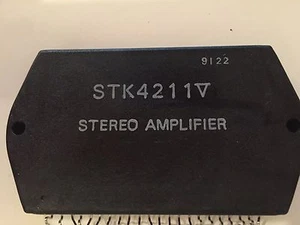 9122
STK4211V
STEREO AMPLIFIER